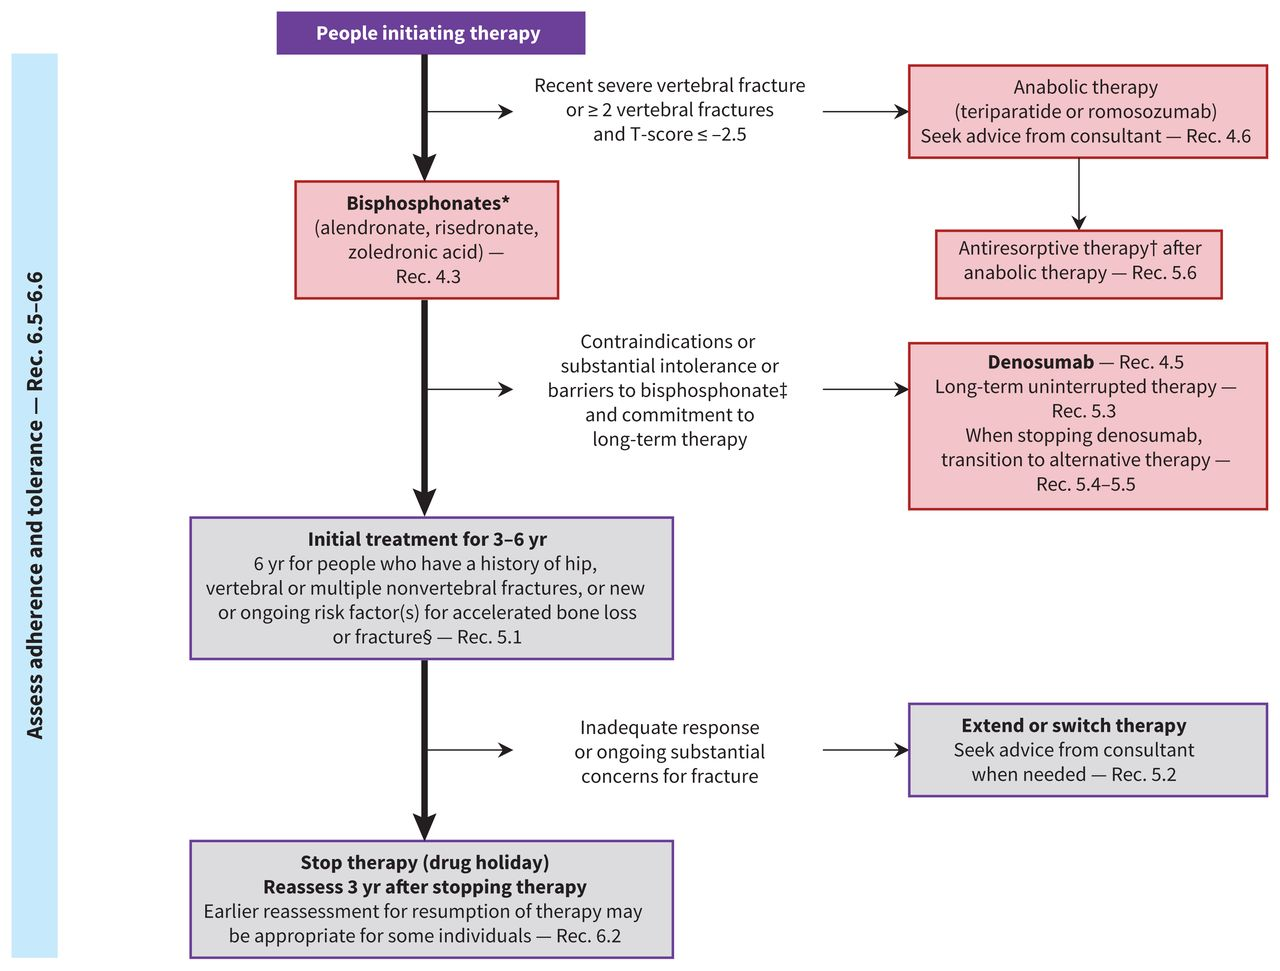 People initiating therapy
Recent severe vertebral fracture
or ≥ 2 vertebral fractures
and T-score ≤ –2.5
Anabolic therapy
(teriparatide or romosozumab)
Seek advice from consultant — Rec. 4.6
Bisphosphonates*
(alendronate, risedronate,
zoledronic acid) —
Rec. 4.3
Antiresorptive therapy† after
anabolic therapy — Rec. 5.6
Contraindications or
substantial intolerance or
barriers to bisphosphonate‡
and commitment to
long-term therapy
Denosumab — Rec. 4.5
Long-term uninterrupted therapy —
Rec. 5.3
When stopping denosumab,
transition to alternative therapy —
Rec. 5.4–5.5
Initial treatment for 3–6 yr
6 yr for people who have a history of hip,
vertebral or multiple nonvertebral fractures, or new
or ongoing risk factor(s) for accelerated bone loss
or fracture§ — Rec. 5.1
Inadequate response
or ongoing substantial
concerns for fracture
Extend or switch therapy
Seek advice from consultant
when needed — Rec. 5.2
Stop therapy (drug holiday)
Reassess 3 yr after stopping therapy
Earlier reassessment for resumption of therapy may
be appropriate for some individuals — Rec. 6.2
Assess adherence and tolerance — Rec. 6.5–6.6